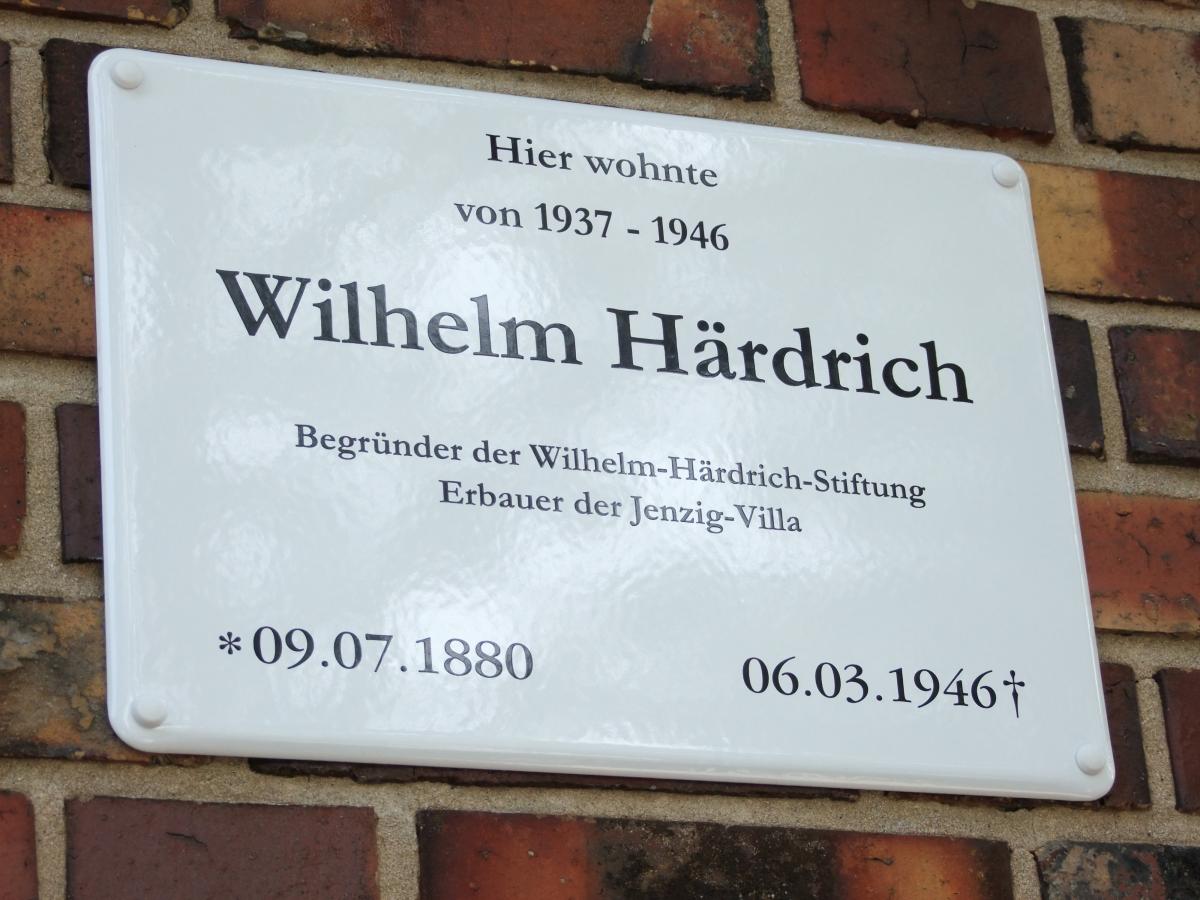 Hier wohnte
von 1937 - 1946
Wilhelm Härdrich
Begründer der Wilhelm-Härdrich-Stiftung
Erbauer der Jenzig-Villa
*09.07.1880 06.03.1946†